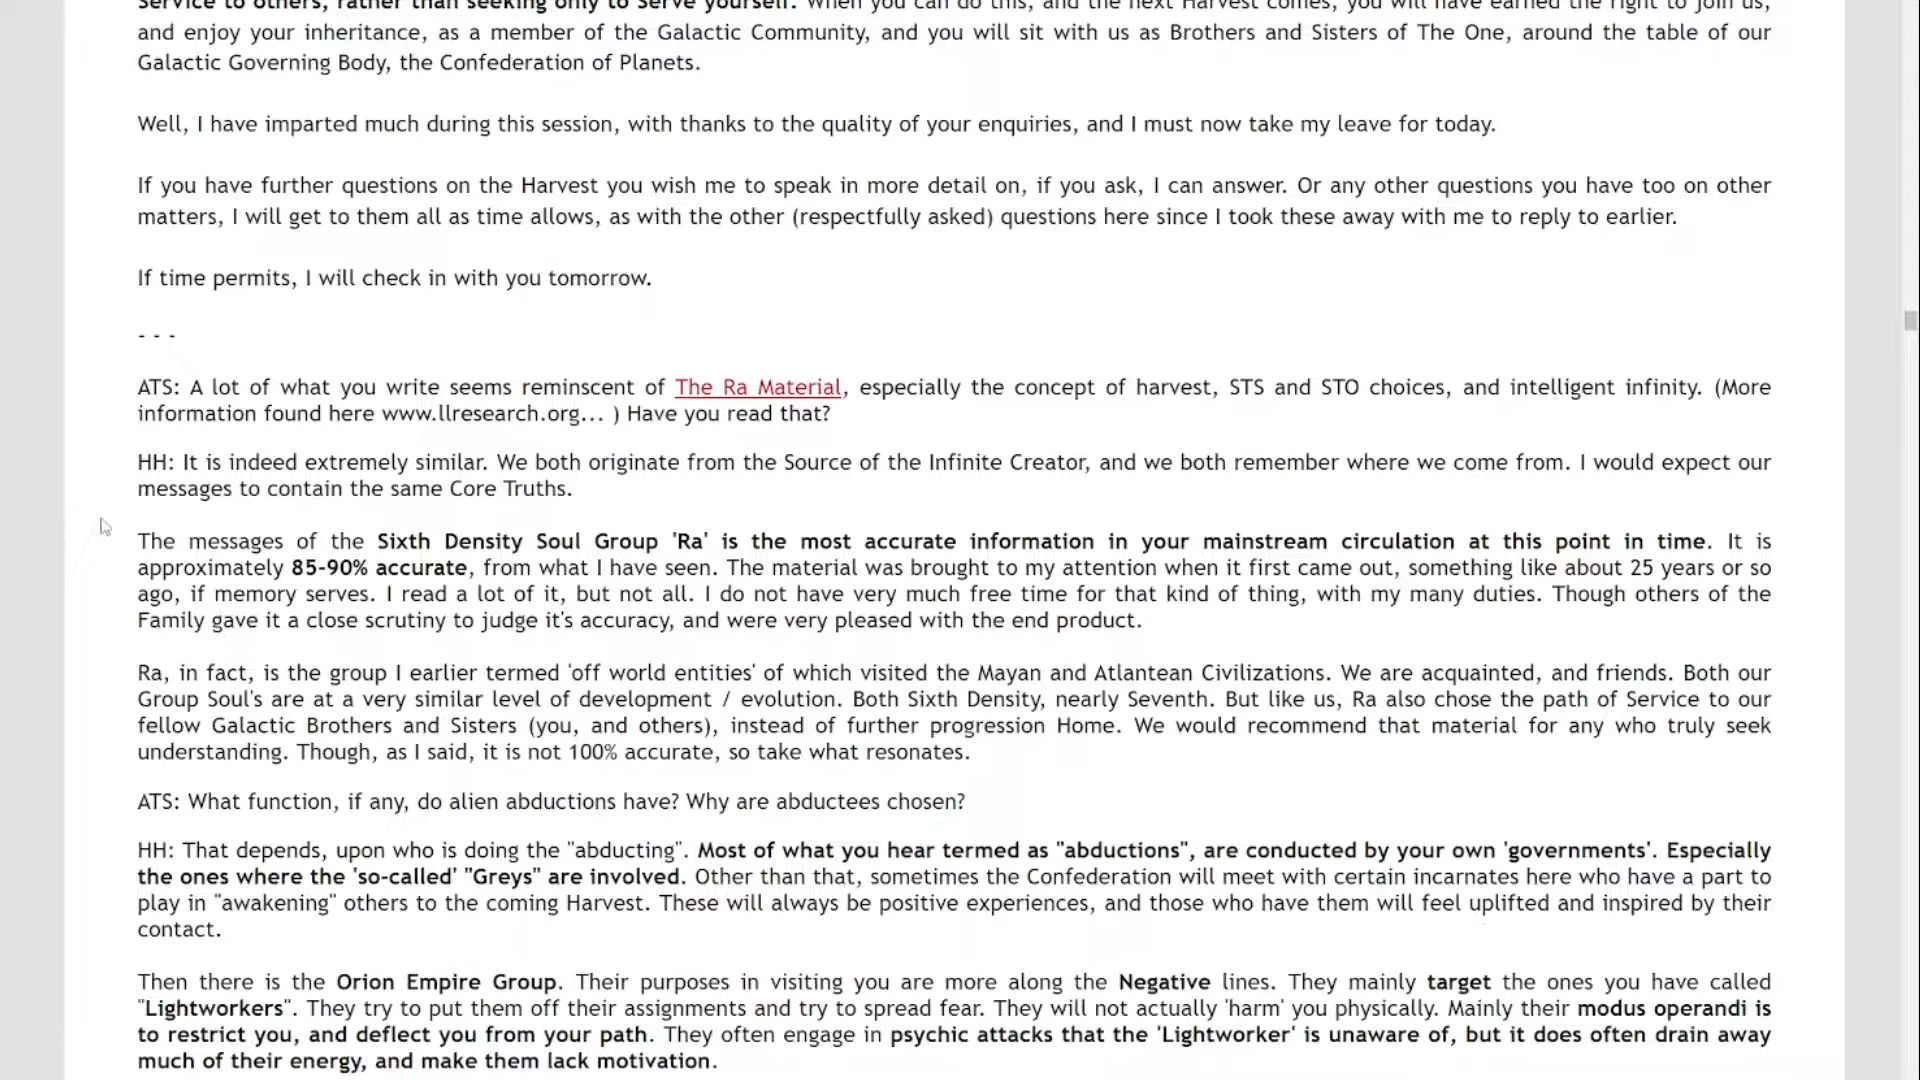 Service to others, rather than seeking only to Serve yourself. When you can do this, and the next Harvest comes, you will have earned the right to join us,
and enjoy your inheritance, as a member of the Galactic Community, and you will sit with us as Brothers and Sisters of The One, around the table of our
Galactic Governing Body, the Confederation of Planets.
Well, I have imparted much during this session, with thanks to the quality of your enquiries, and I must now take my leave for today.
If you have further questions on the Harvest you wish me to speak in more detail on, if you ask, I can answer. Or any other questions you have too on other
matters, I will get to them all as time allows, as with the other (respectfully asked) questions here since I took these away with me to reply to earlier.
If time permits, I will check in with you tomorrow.
- - -
ATS: A lot of what you write seems reminscent of The Ra Material, especially the concept of harvest, STS and STO choices, and intelligent infinity. (More
information found here www.llresearch.org... ) Have you read that?
HH: It is indeed extremely similar. We both originate from the Source of the Infinite Creator, and we both remember where we come from. I would expect our
messages to contain the same Core Truths.
The messages of the Sixth Density Soul Group 'Ra' is the most accurate information in your mainstream circulation at this point in time. It is
approximately 85-90% accurate, from what I have seen. The material was brought to my attention when it first came out, something like about 25 years or so
ago, if memory serves. I read a lot of it, but not all. I do not have very much free time for that kind of thing, with my many duties. Though others of the
Family gave it a close scrutiny to judge it's accuracy, and were very pleased with the end product.
Ra, in fact, is the group I earlier termed 'off world entities' of which visited the Mayan and Atlantean Civilizations. We are acquainted, and friends. Both our
Group Soul's are at a very similar level of development / evolution. Both Sixth Density, nearly Seventh. But like us, Ra also chose the path of Service to our
fellow Galactic Brothers and Sisters (you, and others), instead of further progression Home. We would recommend that material for any who truly seek
understanding. Though, as I said, it is not 100% accurate, so take what resonates.
ATS: What function, if any, do alien abductions have? Why are abductees chosen?
HH: That depends, upon who is doing the "abducting". Most of what you hear termed as "abductions", are conducted by your own 'governments'. Especially
the ones where the 'so-called' "Greys" are involved. Other than that, sometimes the Confederation will meet with certain incarnates here who have a part to
play in "awakening" others to the coming Harvest. These will always be positive experiences, and those who have them will feel uplifted and inspired by their
contact.
Then there is the Orion Empire Group. Their purposes in visiting you are more along the Negative lines. They mainly target the ones you have called
"Lightworkers". They try to put them off their assignments and try to spread fear. They will not actually 'harm' you physically. Mainly their modus operandi is
to restrict you, and deflect you from your path. They often engage in psychic attacks that the 'Lightworker' is unaware of, but it does often drain away
much of their energy, and make them lack motivation.